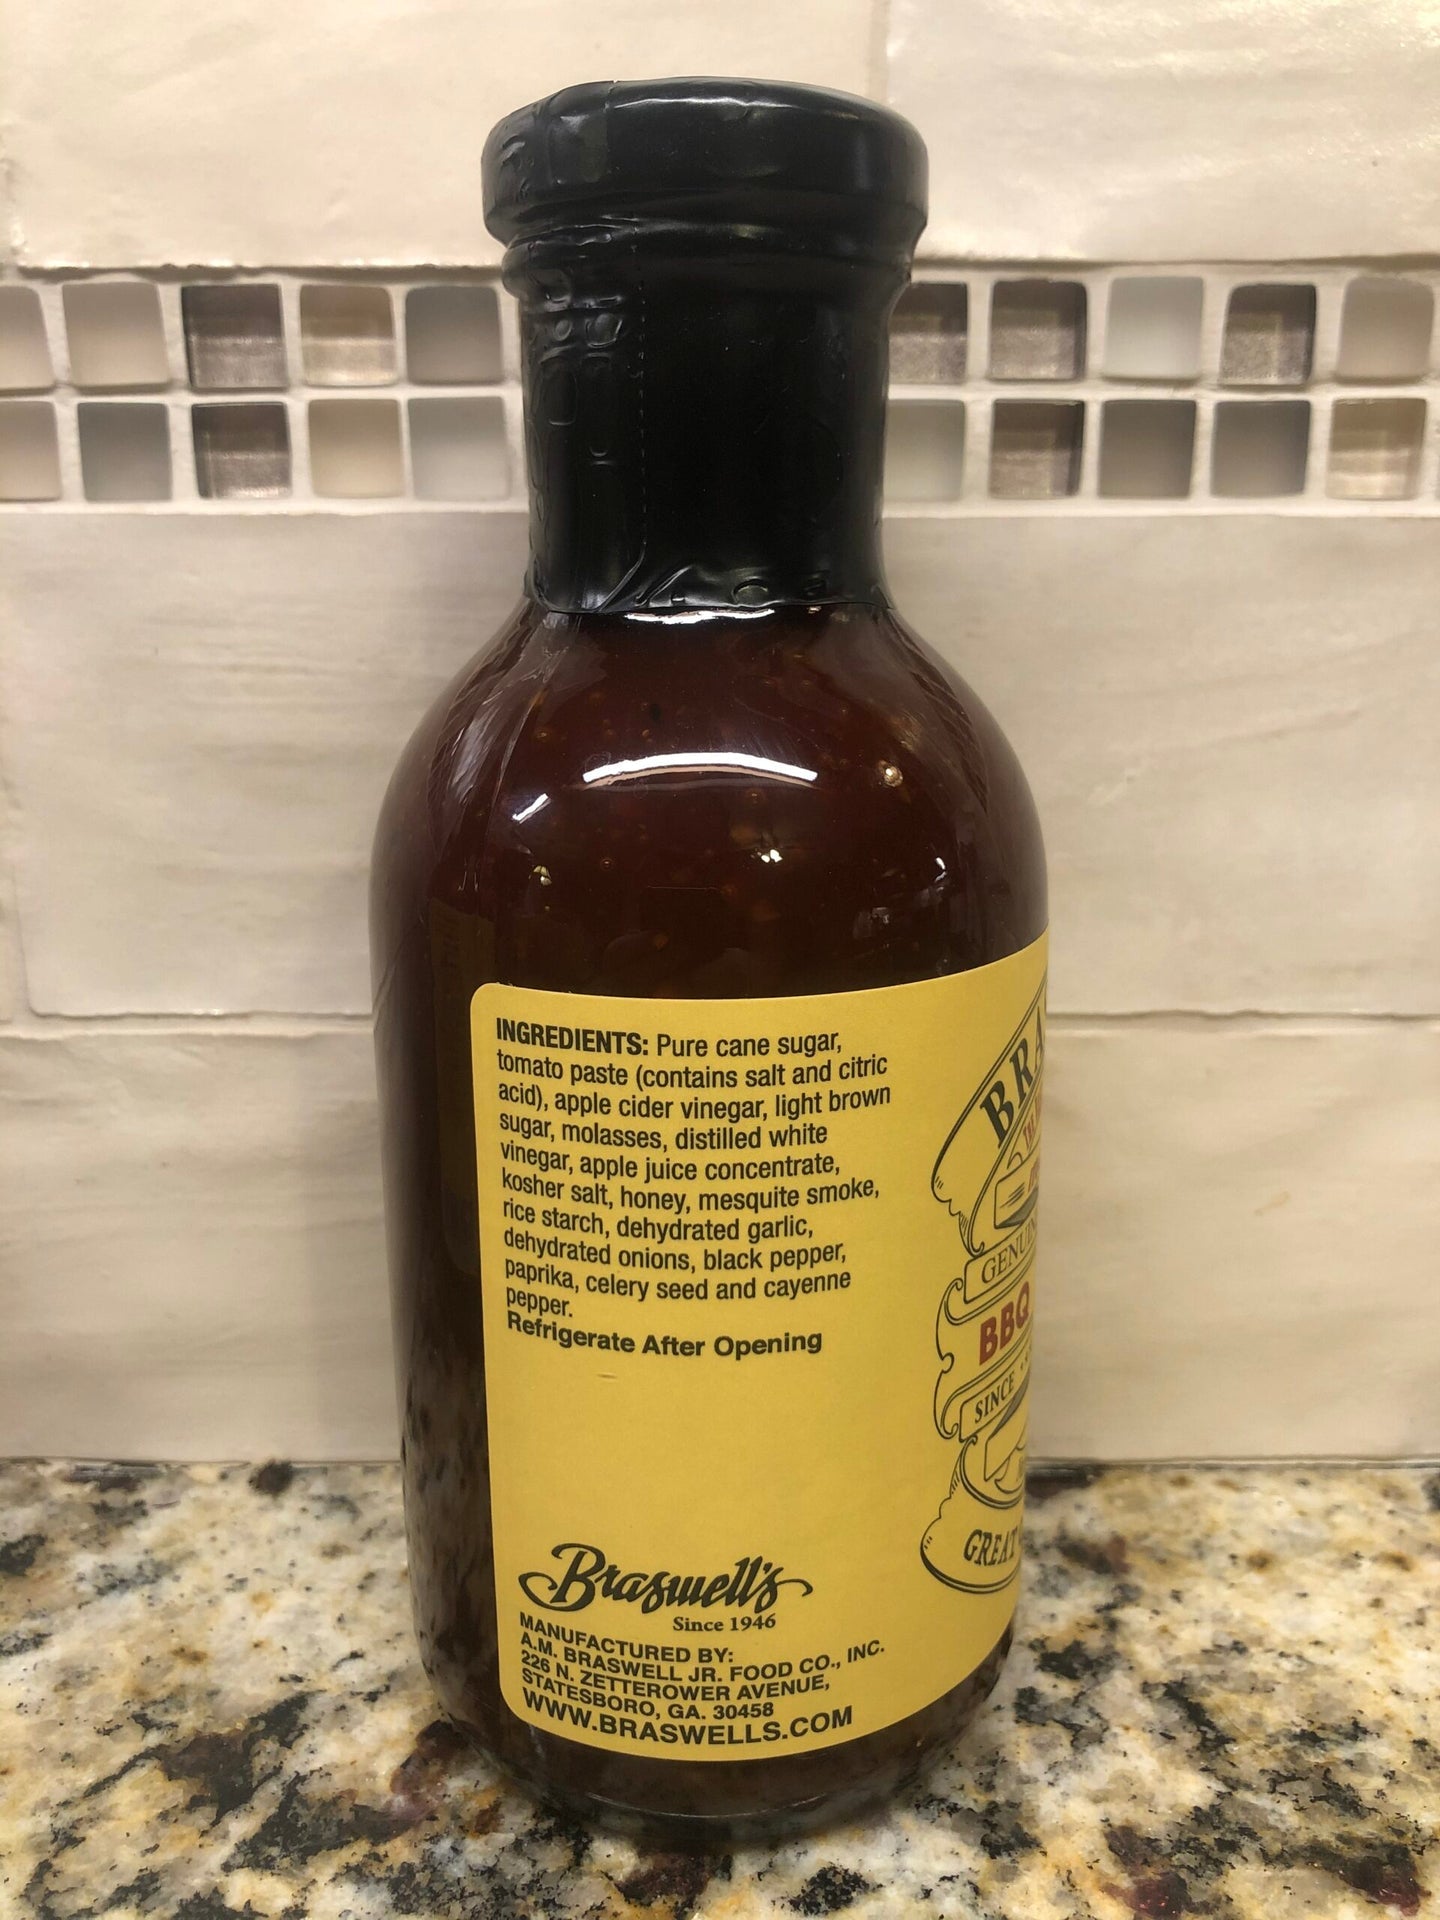 INGREDIENTS: Pure cane sugar,
tomato paste (contains salt and citric
acid), apple cider vinegar, light brown
sugar, molasses, distilled white
vinegar, apple juice concentrate,
kosher salt, honey, mesquite smoke,
rice starch, dehydrated garlic,
dehydrated onions, black pepper,
paprika, celery seed and cayenne
pepper.
Refrigerate After Opening
Braswell's
Since 1946
MANUFACTURED BY:
A.M. BRASWELL JR. FOOD CO., INC.
226 N. ZETTEROWER AVENUE,
STATESBORO, GA. 30458
WWW.BRASWELLS.COM
BRA
GENUIN
BBQ
SINCE
GREAT